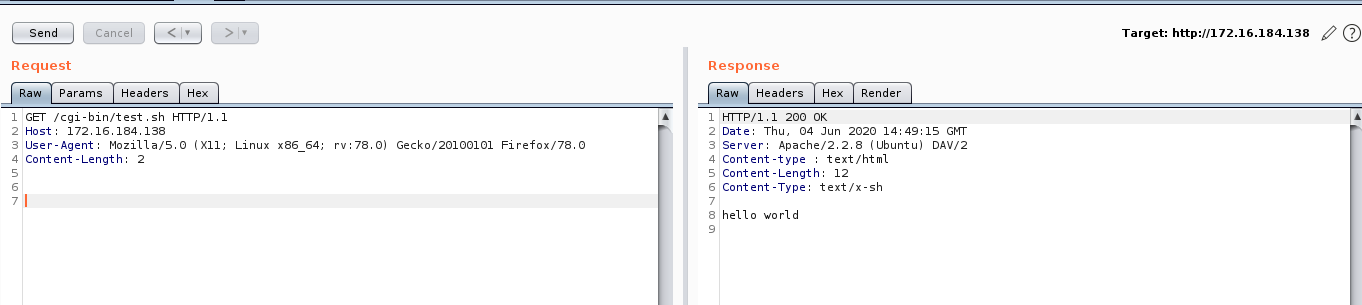 Send Cancel < > Target: http://172.16.184.138 ?
Request
Raw Params Headers Hex
1 GET /cgi-bin/test.sh HTTP/1.1
2 Host: 172.16.184.138
3 User-Agent: Mozilla/5.0 (X11; Linux x86_64; rv:78.0) Gecko/20100101 Firefox/78.0
4 Content-Length: 2
5
6
7
Response
Raw Headers Hex Render
1 HTTP/1.1 200 OK
2 Date: Thu, 04 Jun 2020 14:49:15 GMT
3 Server: Apache/2.2.8 (Ubuntu) DAV/2
4 Content-type : text/html
5 Content-Length: 12
6 Content-Type: text/x-sh
7
8 hello world
9